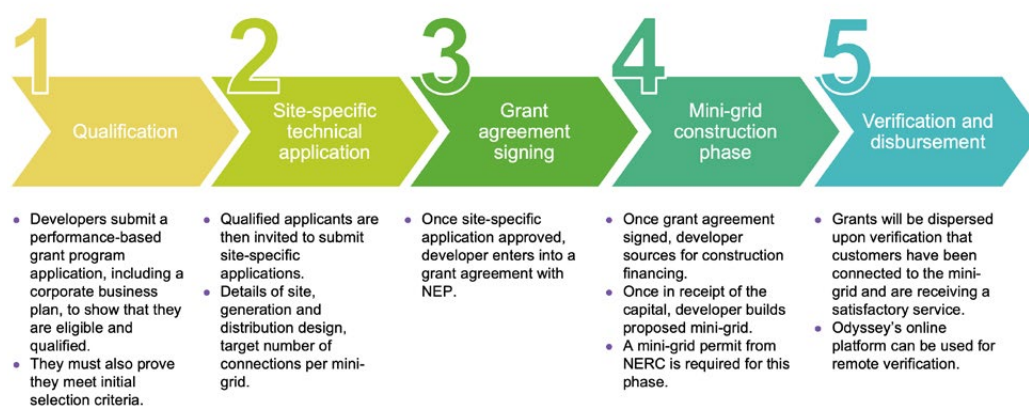 1
Qualification
• Developers submit a
performance-based
grant program
application, including a
corporate business
plan, to show that they
are eligible and
qualified.
• They must also prove
they meet initial
selection criteria.
2
Site-specific
technical
application
• Qualified applicants are
then invited to submit
site-specific
applications.
• Details of site,
generation and
distribution design,
target number of
connections per mini-
grid.
3
Grant
agreement
signing
• Once site-specific
application approved,
developer enters into a
grant agreement with
NEP.
4
Mini-grid
construction
phase
• Once grant agreement
signed, developer
sources for construction
financing.
• Once in receipt of the
capital, developer builds
proposed mini-grid.
• A mini-grid permit from
NERC is required for this
phase.
5
Verification and
disbursement
• Grants will be dispersed
upon verification that
customers have been
connected to the mini-
grid and are receiving a
satisfactory service.
• Odyssey's online
platform can be used for
remote verification.